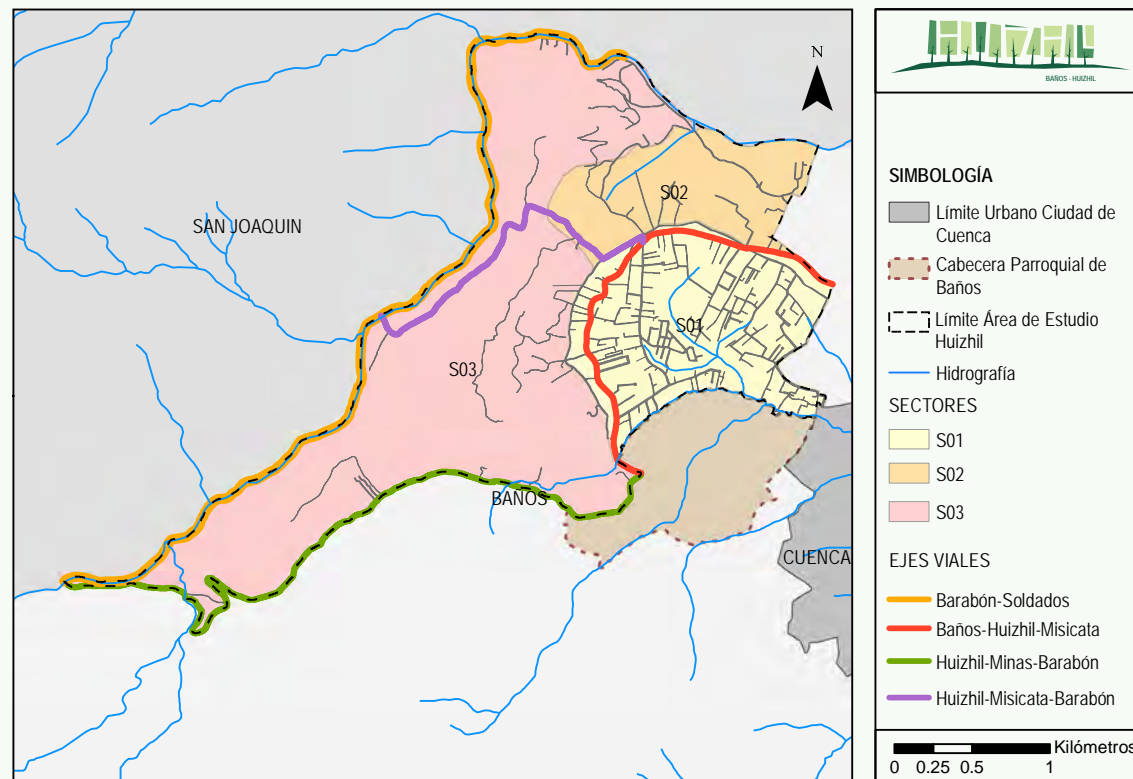 N
SAN JOAQUIN
S02
S01
S03
BAÑOS
CUENCA
BAÑOS - HUIZHIL
SIMBOLOGÍA
Límite Urbano Ciudad de
Cuenca
Cabecera Parroquial de
Baños
Límite Área de Estudio
Huizhil
Hidrografía
SECTORES
S01
S02
S03
EJES VIALES
Barabón-Soldados
Baños-Huizhil-Misicata
Huizhil-Minas-Barabón
Huizhil-Misicata-Barabón
Kilómetros
0 0.25 0.5 1